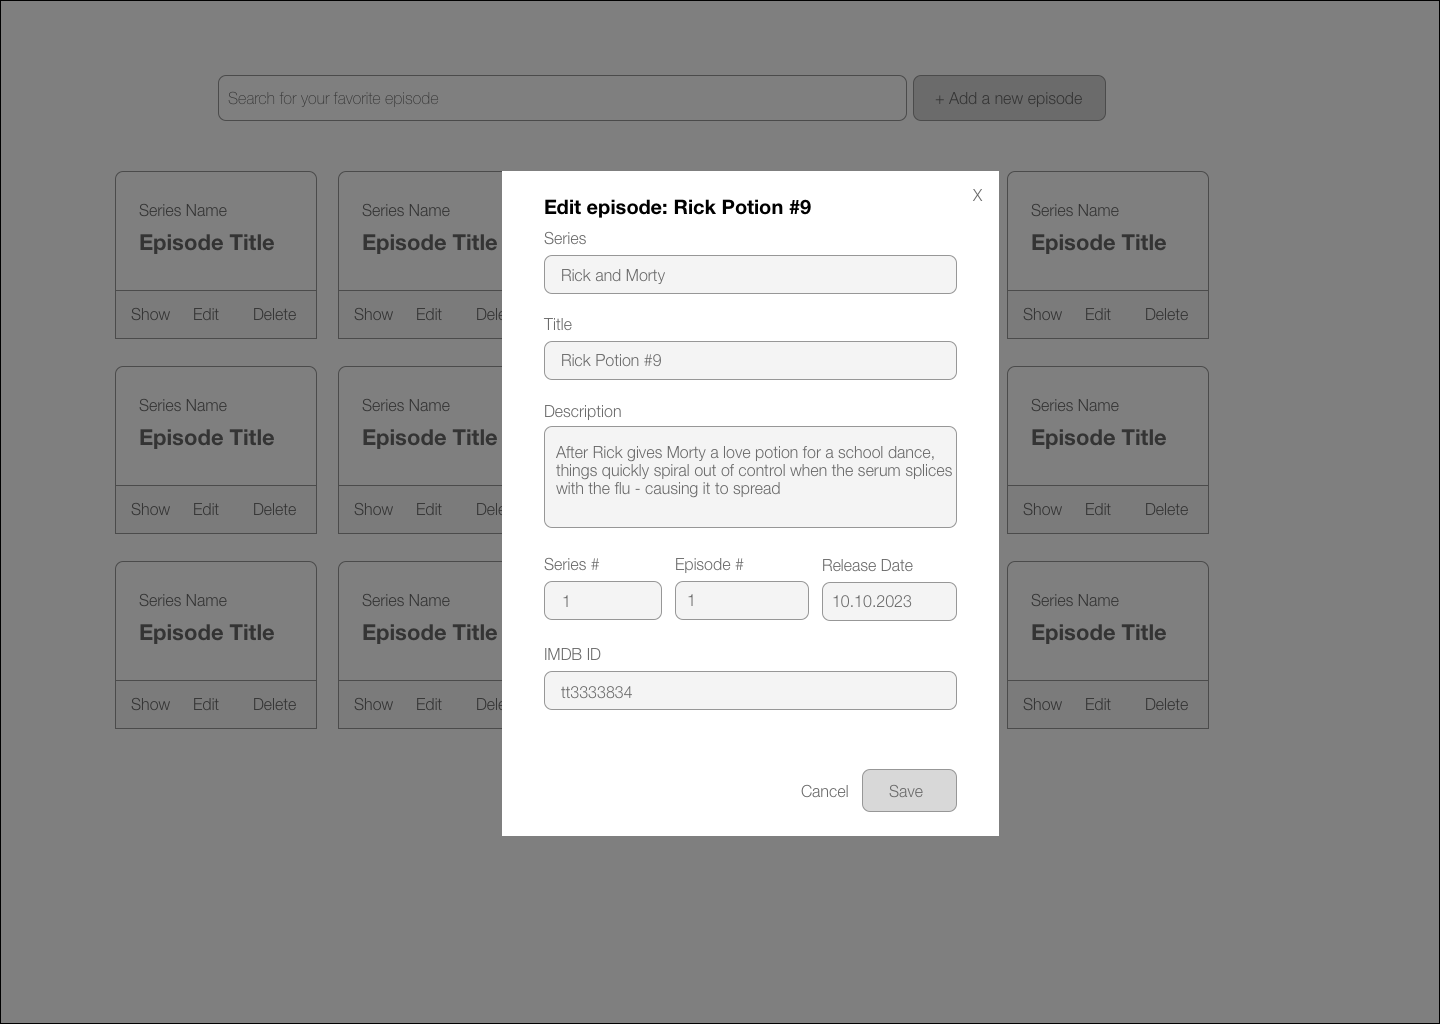 Search for your favorite episode
+ Add a new episode
Series Name
Episode Title
Show Edit Delete
Series Name
Episode Title
Show Edit
Series Name
Episode Title
Show Edit Delete
Series Name
Episode Title
Show Edit Delete
Series Name
Episode Title
Show Edit
Series Name
Episode Title
Show Edit Delete
Series Name
Episode Title
Show Edit Delete
Series Name
Episode Title
Show Edit
Series Name
Episode Title
Show Edit Delete
X
Edit episode: Rick Potion #9
Series
Rick and Morty
Title
Rick Potion #9
Description
After Rick gives Morty a love potion for a school dance,
things quickly spiral out of control when the serum splices
with the flu - causing it to spread
Series # Episode # Release Date
1 1 10.10.2023
IMDB ID
tt3333834
Cancel Save